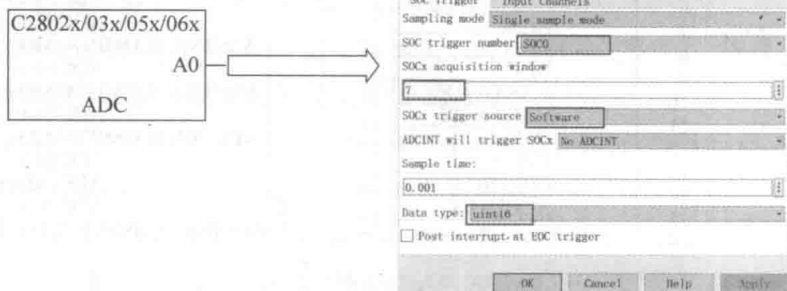 C2802x/03x/05x/06x
A0
ADC
SOC Trigger Input Channels
Sampling mode Single sample mode
SOC trigger number SOC0
SOCx acquisition window
7
SOCx trigger source Software
ADCINT will trigger SOCx No ADCINT
Sample time:
0.001
Data type: uint16
Post interrupt at EOC trigger
OK Cancel Help Apply